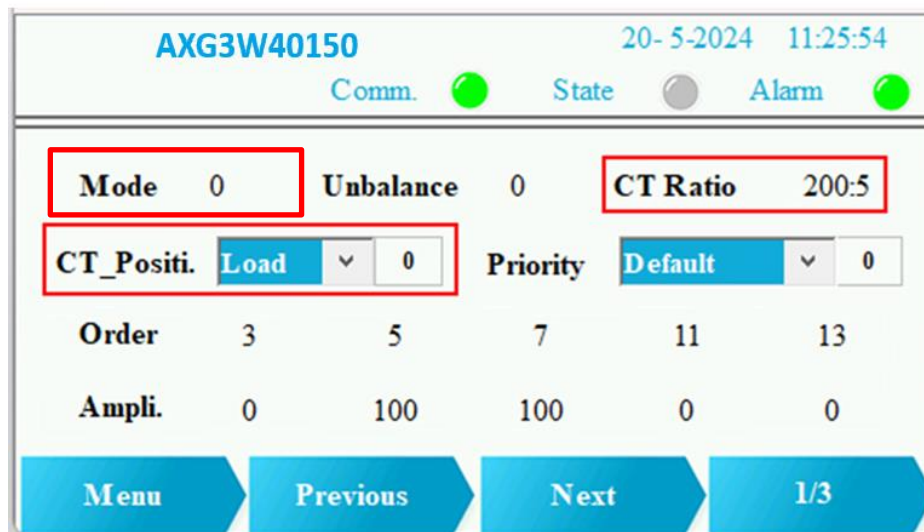 AXG3W40150 20- 5-2024 11:25:54
Comm. State Alarm
Mode 0 Unbalance 0 CT Ratio 200:5
CT_Positi. Load 0 Priority Default 0
Order 3 5 7 11 13
Ampli. 0 100 100 0 0
Menu Previous Next 1/3